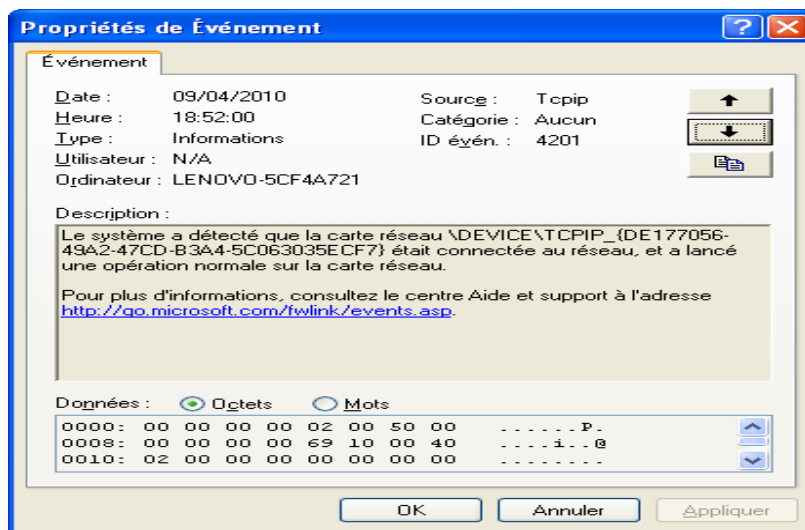 Propriétés de Événement
Événement
Date : 09/04/2010 Source : Tcpip
Heure : 18:52:00 Catégorie : Aucun
Type : Informations ID évén. : 4201
Utilisateur : N/A
Ordinateur : LENOVO-5CF4A721
Description :
Le système a détecté que la carte réseau \DEVICE\TCPIP_{DE177056-
49A2-47CD-B3A4-5C063035ECF7} était connectée au réseau, et a lancé
une opération normale sur la carte réseau.
Pour plus d'informations, consultez le centre Aide et support à l'adresse
http://go.microsoft.com/fwlink/events.asp.
Données : Octets Mots
0000: 00 00 00 00 02 00 50 00 ......P.
0008: 00 00 00 00 69 10 00 40 ....i..@
0010: 02 00 00 00 00 00 00 00 ........
OK Annuler Appliquer